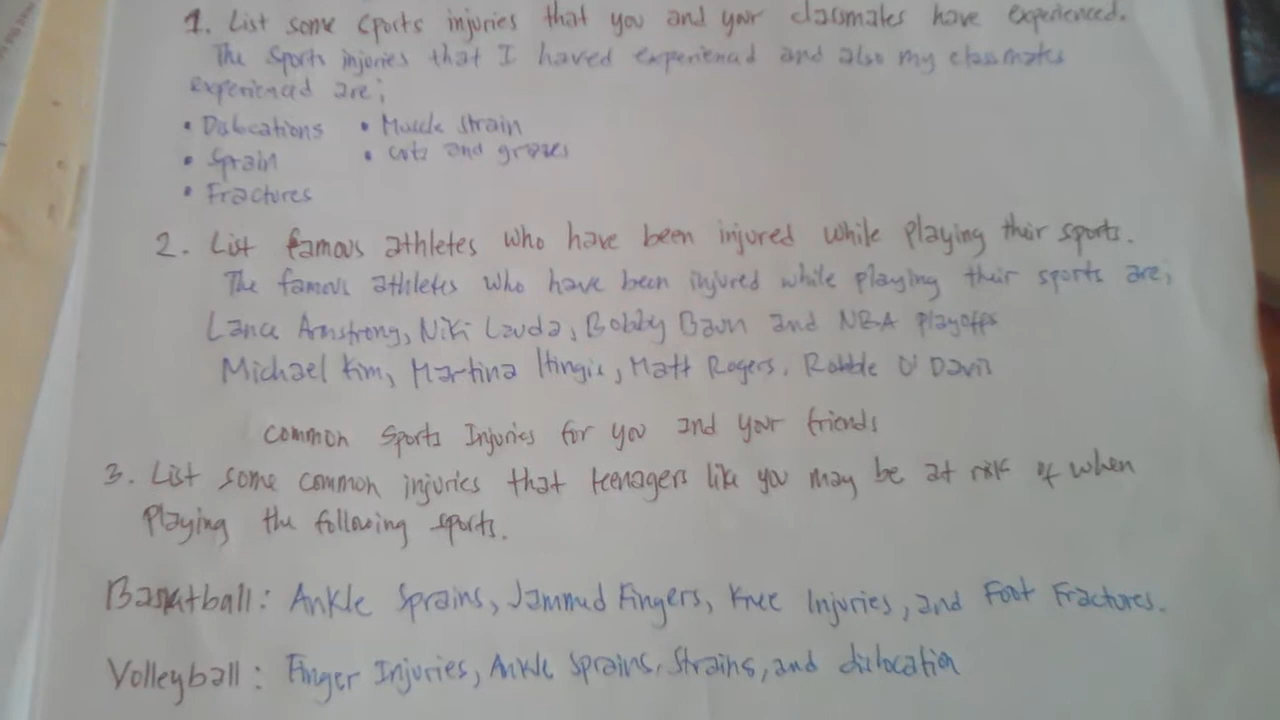 1. List some sports injuries that you and your classmates have experienced.
The Sports injuries that I haved experienced and also my classmates
experienced are;
• Dislocations • Muscle strain
• Sprain • cuts and grazes
• Fractures
2. List famous athletes who have been injured while playing their sports.
The famous athletes who have been injured while playing their sports are;
Lance Armstrong, Niki Lauda, Bobby Baun and NBA playoffs
Michael Kim, Martina Hingis, Matt Rogers, Robbie O' Davis
Common Sports Injuries for you and your friends
3. List some common injuries that teenagers like you may be at risk of when
Playing the following sports.
Basketball: Ankle Sprains, Jammed Fingers, Knee Injuries, and Foot Fractures.
Volleyball: Finger Injuries, Ankle Sprains, Strains, and dislocation